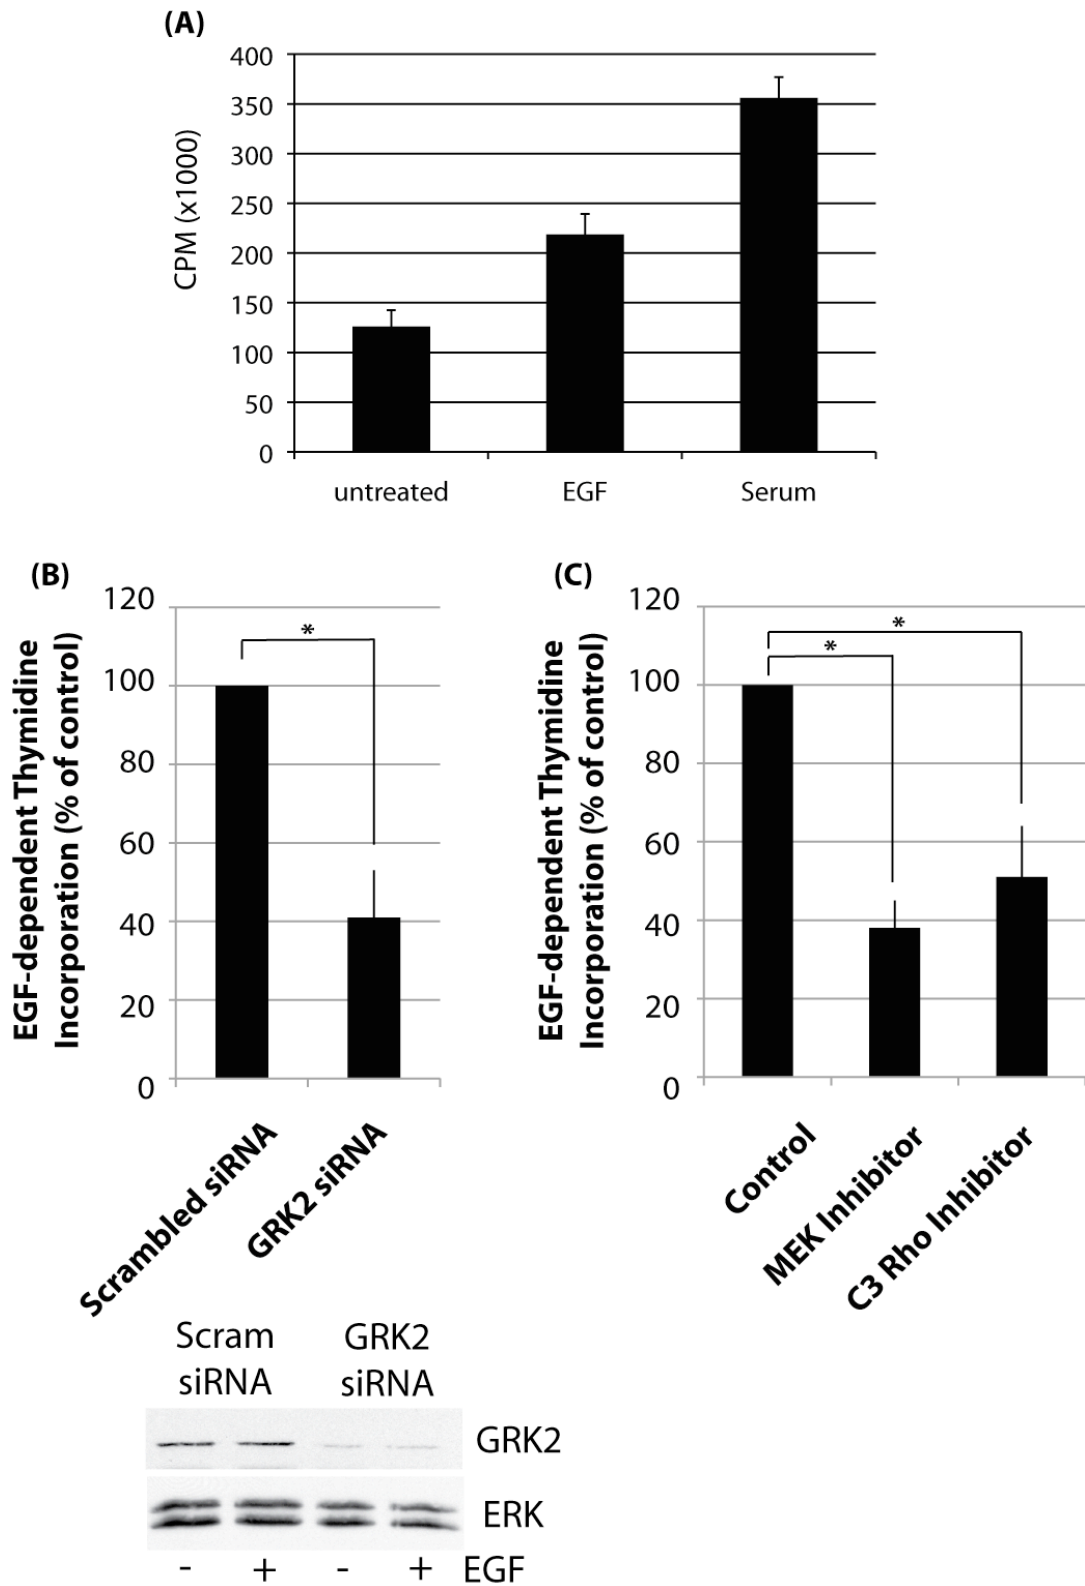 (A)
400
350
300
250
200
150
100
50
0
CPM (x1000)
untreated EGF Serum
(B)
120
100
80
60
40
20
0
EGF-dependent Thymidine
Incorporation (% of control)
*
Scrambled siRNA
GRK2 siRNA
(C)
120
100
80
60
40
20
0
EGF-dependent Thymidine
Incorporation (% of control)
*
*
Control
MEK Inhibitor
C3 Rho Inhibitor
Scram GRK2
siRNA siRNA
GRK2
ERK
- + - + EGF